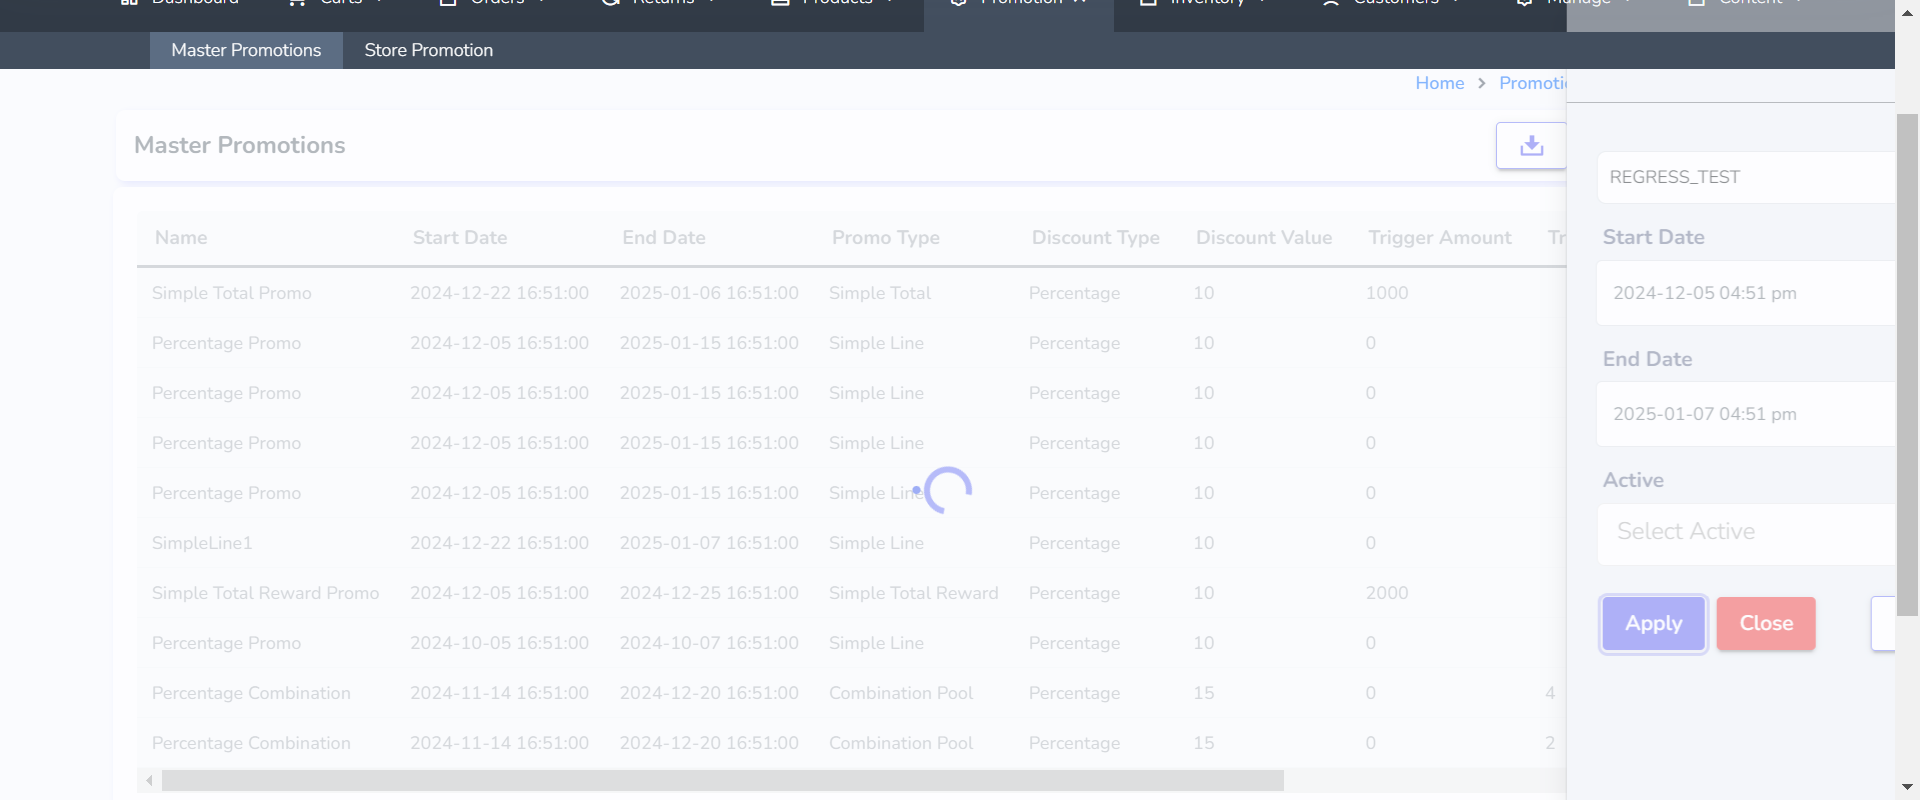 Dashboard Carts Orders Returns Products Promotion Inventory Customers Manage Content
Master Promotions Store Promotion
Home > Promoti
Master Promotions
Name Start Date End Date Promo Type Discount Type Discount Value Trigger Amount Tr
Simple Total Promo 2024-12-22 16:51:00 2025-01-06 16:51:00 Simple Total Percentage 10 1000
Percentage Promo 2024-12-05 16:51:00 2025-01-15 16:51:00 Simple Line Percentage 10 0
Percentage Promo 2024-12-05 16:51:00 2025-01-15 16:51:00 Simple Line Percentage 10 0
Percentage Promo 2024-12-05 16:51:00 2025-01-15 16:51:00 Simple Line Percentage 10 0
Percentage Promo 2024-12-05 16:51:00 2025-01-15 16:51:00 Simple Line Percentage 10 0
SimpleLine1 2024-12-22 16:51:00 2025-01-07 16:51:00 Simple Line Percentage 10 0
Simple Total Reward Promo 2024-12-05 16:51:00 2024-12-25 16:51:00 Simple Total Reward Percentage 10 2000
Percentage Promo 2024-10-05 16:51:00 2024-10-07 16:51:00 Simple Line Percentage 10 0
Percentage Combination 2024-11-14 16:51:00 2024-12-20 16:51:00 Combination Pool Percentage 15 0 4
Percentage Combination 2024-11-14 16:51:00 2024-12-20 16:51:00 Combination Pool Percentage 15 0 2
REGRESS_TEST
Start Date
2024-12-05 04:51 pm
End Date
2025-01-07 04:51 pm
Active
Select Active
Apply Close